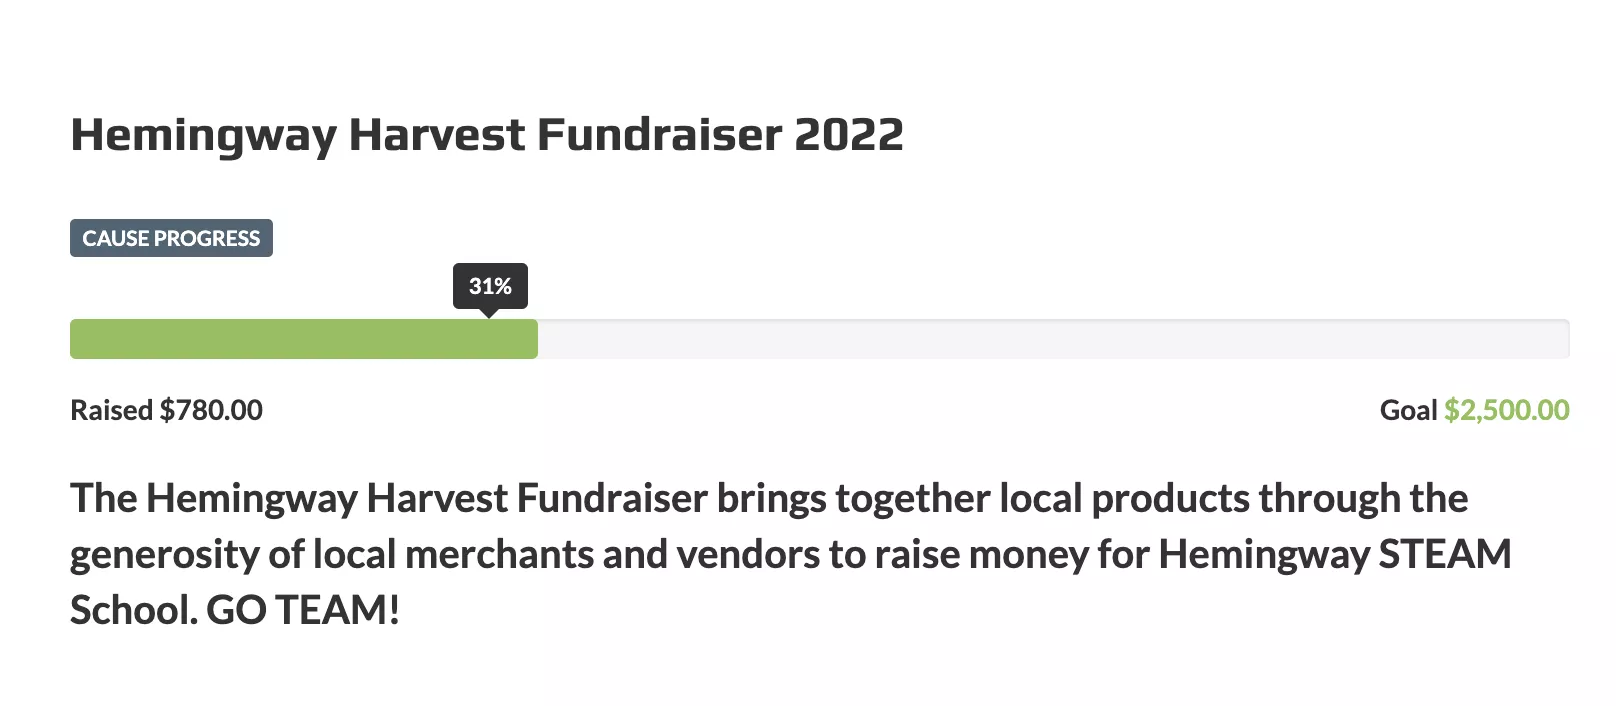 Hemingway Harvest Fundraiser 2022
CAUSE PROGRESS
31%
Raised $780.00
Goal $2,500.00
The Hemingway Harvest Fundraiser brings together local products through the
generosity of local merchants and vendors to raise money for Hemingway STEAM
School. GO TEAM!